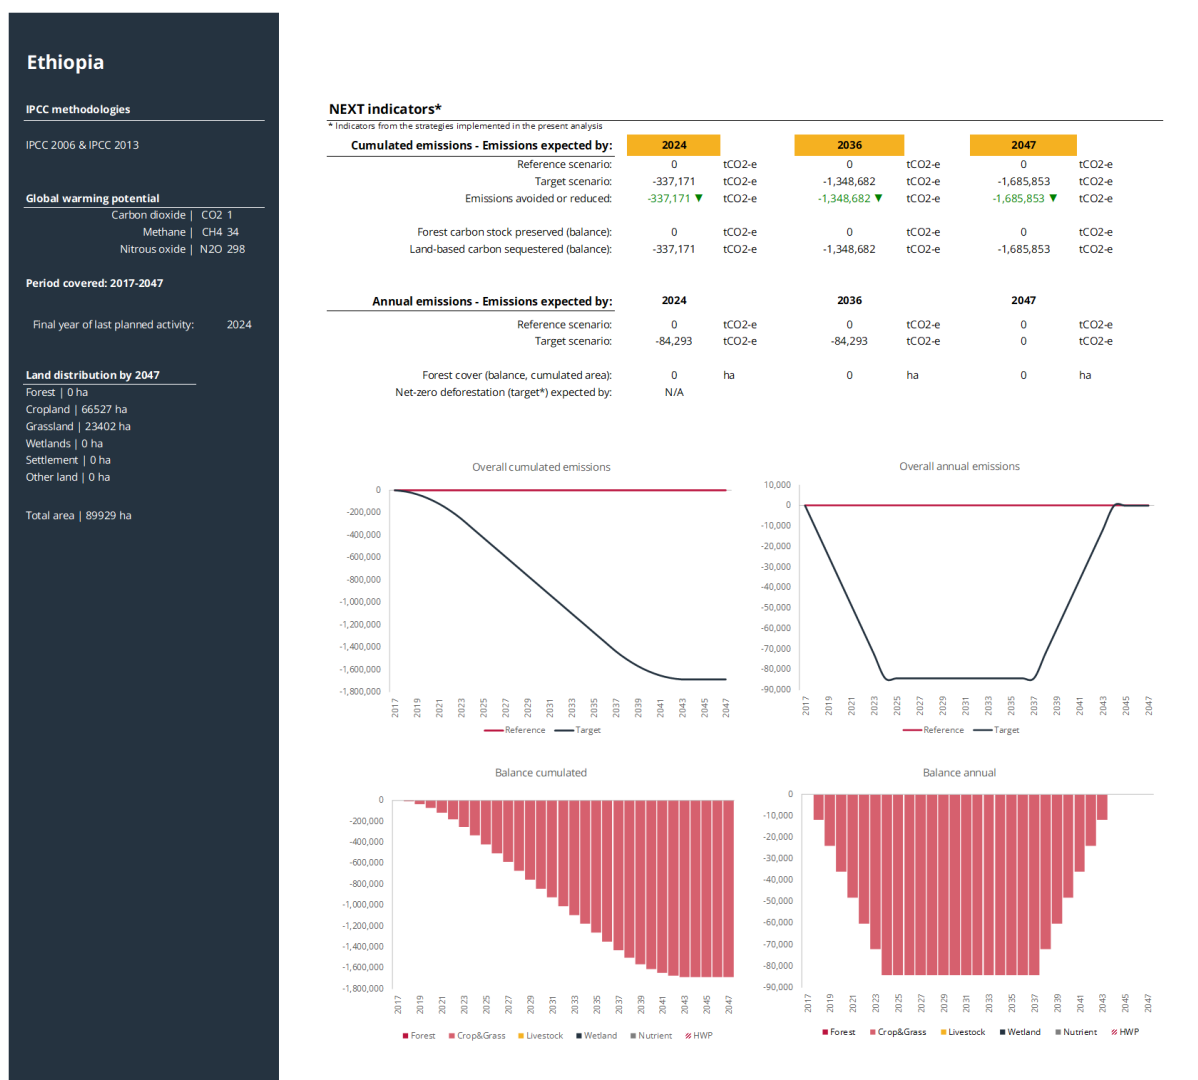 Ethiopia
IPCC methodologies
IPCC 2006 & IPCC 2013
Global warming potential
Carbon dioxide | CO2 1
Methane | CH4 34
Nitrous oxide | N2O 298
Period covered: 2017-2047
Final year of last planned activity: 2024
Land distribution by 2047
Forest | 0 ha
Cropland | 66527 ha
Grassland | 23402 ha
Wetlands | 0 ha
Settlement | 0 ha
Other land | 0 ha
Total area | 89929 ha
NEXT indicators*
* Indicators from the strategies implemented in the present analysis
Cumulated emissions - Emissions expected by: 2024 2036 2047
Reference scenario: 0 tCO2-e 0 tCO2-e 0 tCO2-e
Target scenario: -337,171 tCO2-e -1,348,682 tCO2-e -1,685,853 tCO2-e
Emissions avoided or reduced: -337,171 ▼ tCO2-e -1,348,682 ▼ tCO2-e -1,685,853 ▼ tCO2-e
Forest carbon stock preserved (balance): 0 tCO2-e 0 tCO2-e 0 tCO2-e
Land-based carbon sequestered (balance): -337,171 tCO2-e -1,348,682 tCO2-e -1,685,853 tCO2-e
Annual emissions - Emissions expected by: 2024 2036 2047
Reference scenario: 0 tCO2-e 0 tCO2-e 0 tCO2-e
Target scenario: -84,293 tCO2-e -84,293 tCO2-e 0 tCO2-e
Forest cover (balance, cumulated area): 0 ha 0 ha 0 ha
Net-zero deforestation (target*) expected by: N/A
Overall cumulated emissions
0
-200,000
-400,000
-600,000
-800,000
-1,000,000
-1,200,000
-1,400,000
-1,600,000
-1,800,000
2017 2019 2021 2023 2025 2027 2029 2031 2033 2035 2037 2039 2041 2043 2045 2047
Reference Target
Overall annual emissions
10,000
0
-10,000
-20,000
-30,000
-40,000
-50,000
-60,000
-70,000
-80,000
-90,000
2017 2019 2021 2023 2025 2027 2029 2031 2033 2035 2037 2039 2041 2043 2045 2047
Reference Target
Balance cumulated
0
-200,000
-400,000
-600,000
-800,000
-1,000,000
-1,200,000
-1,400,000
-1,600,000
-1,800,000
2017 2019 2021 2023 2025 2027 2029 2031 2033 2035 2037 2039 2041 2043 2045 2047
Forest Crop&Grass Livestock Wetland Nutrient HWP
Balance annual
0
-10,000
-20,000
-30,000
-40,000
-50,000
-60,000
-70,000
-80,000
-90,000
2017 2019 2021 2023 2025 2027 2029 2031 2033 2035 2037 2039 2041 2043 2045 2047
Forest Crop&Grass Livestock Wetland Nutrient HWP